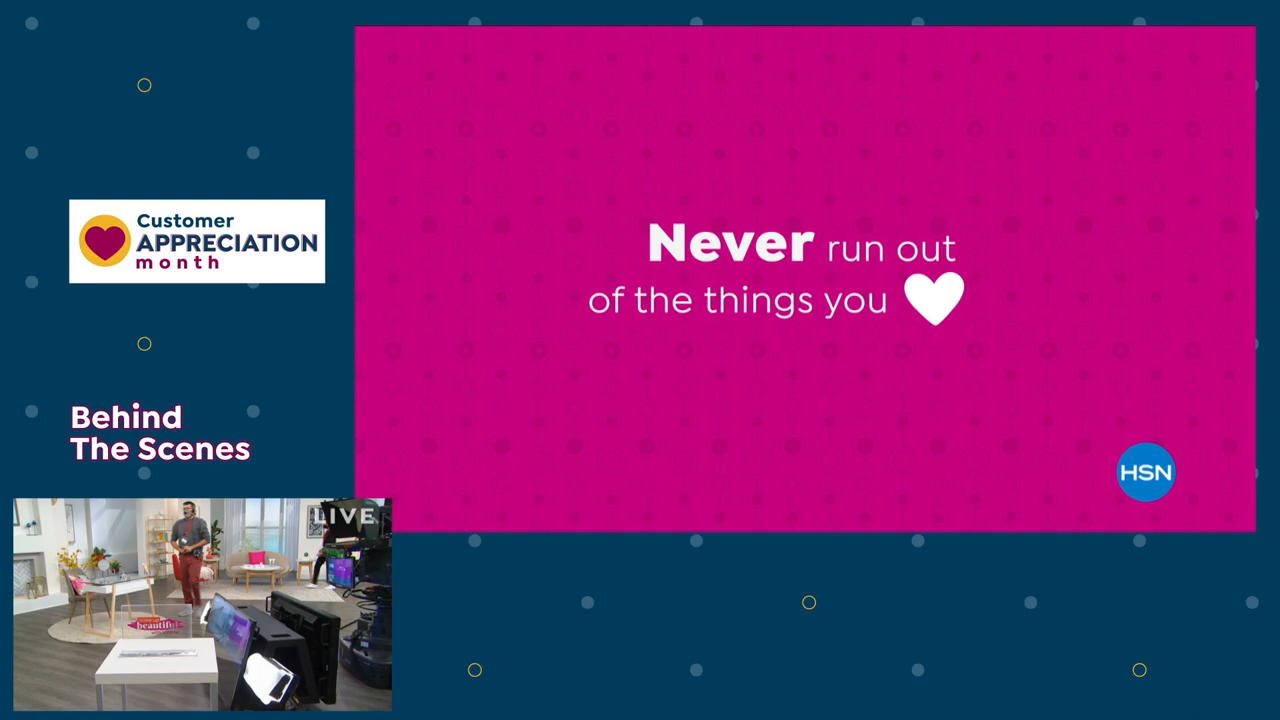 Customer
APPRECIATION
month
Never run out
of the things you
HSN
Behind
The Scenes
LIVE
beautiful